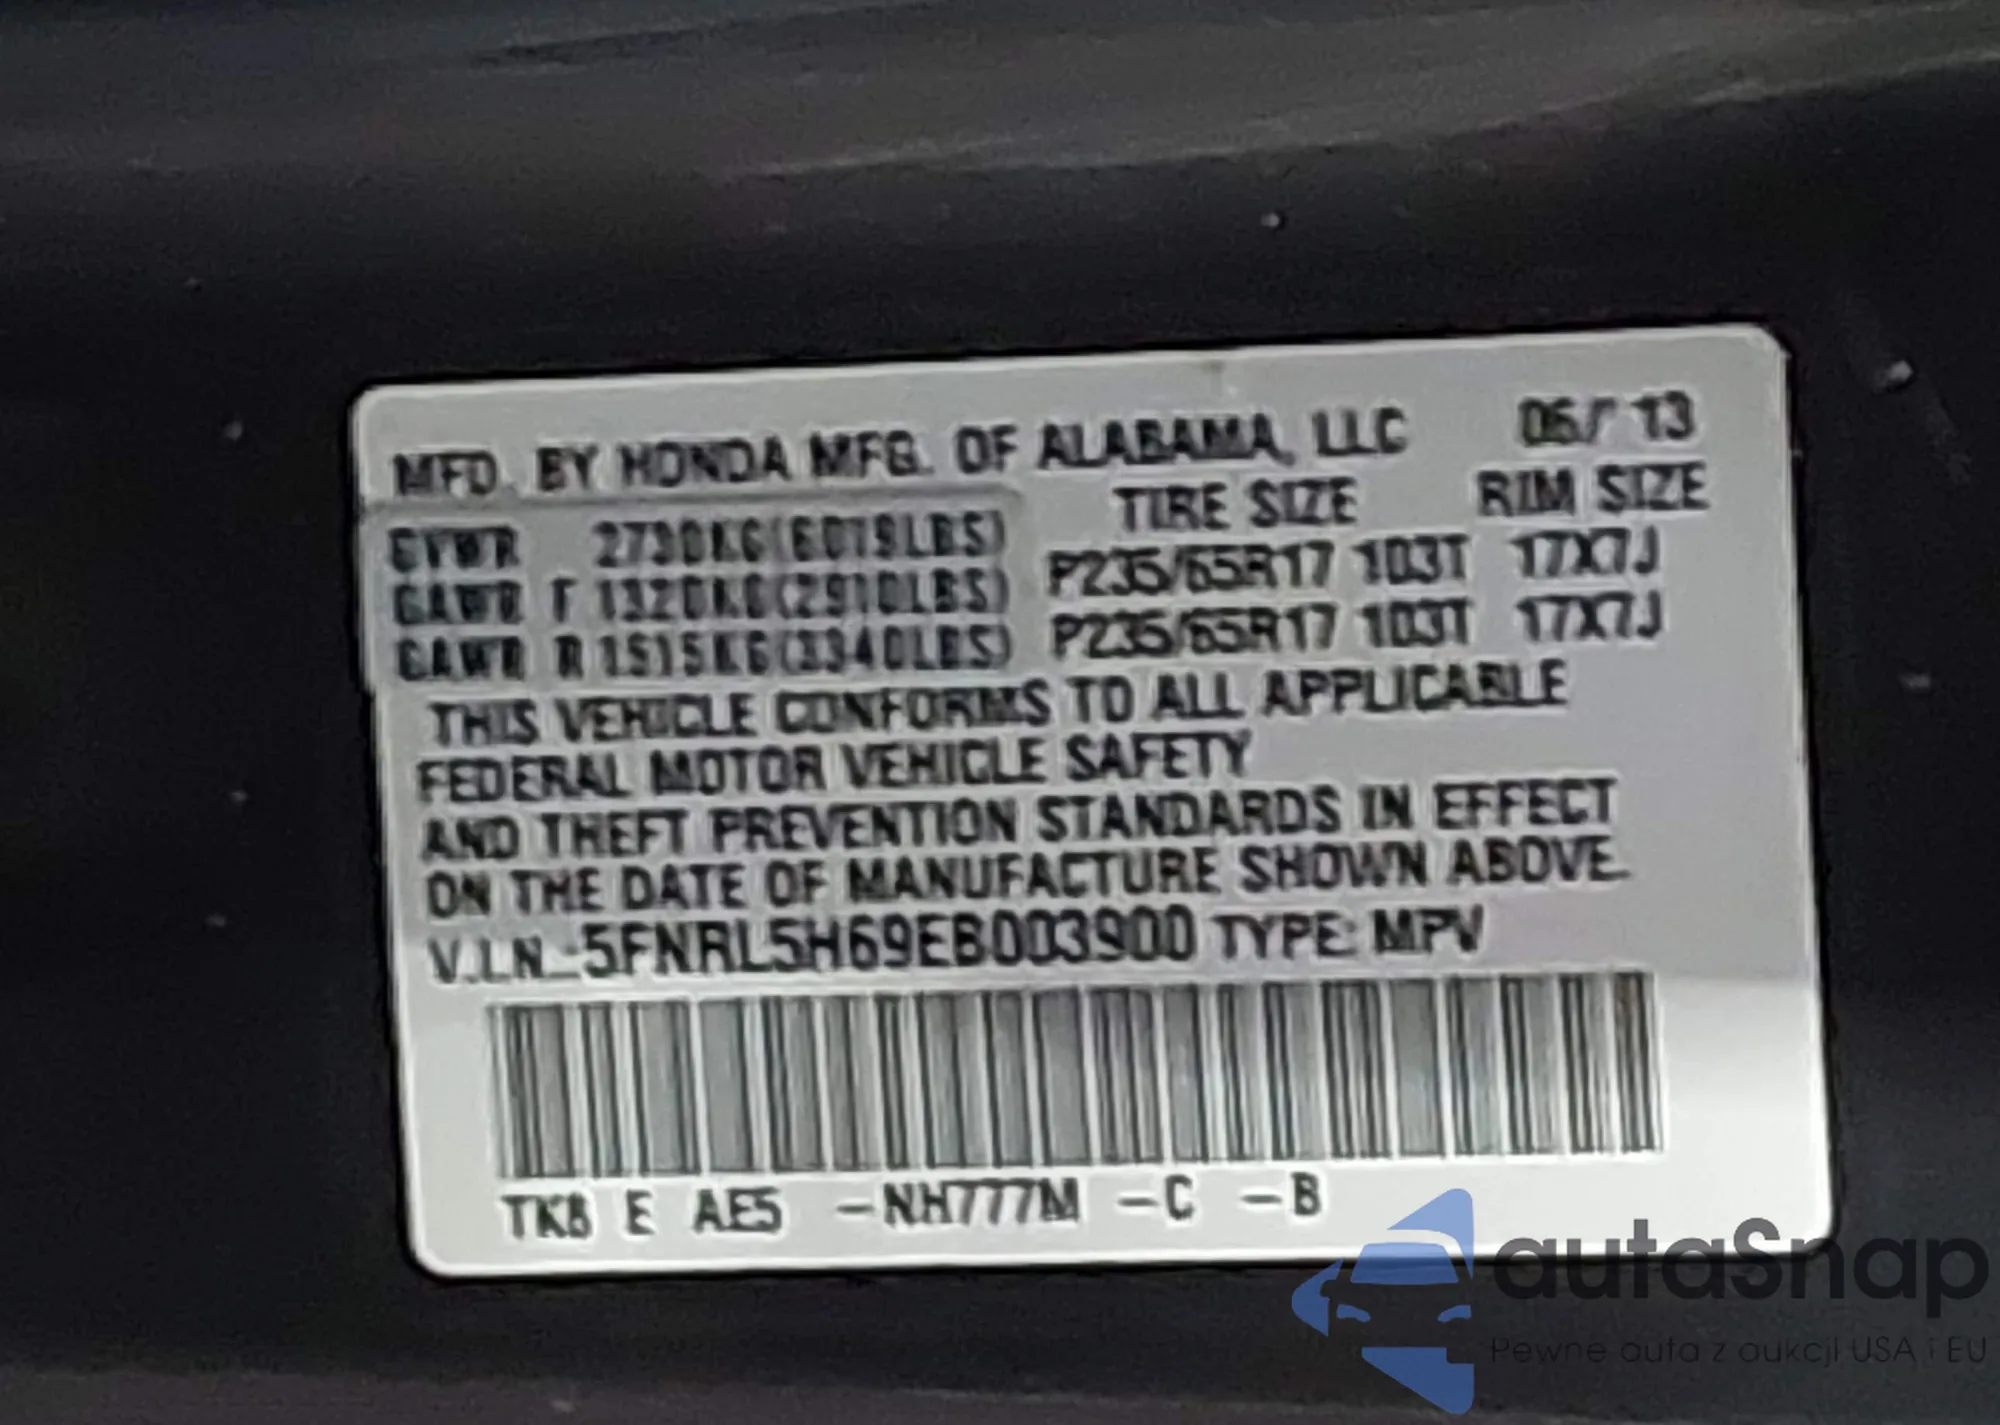 MFD. BY HONDA MFG. OF ALABAMA, LLC 06/ 13
TIRE SIZE RIM SIZE
GVWR 2730KG(6019LBS)
GAWR F 1320KG(2910LBS) P235/65R17 103T 17X7J
GAWR R 1515KG(3340LBS) P235/65R17 103T 17X7J
THIS VEHICLE CONFORMS TO ALL APPLICABLE
FEDERAL MOTOR VEHICLE SAFETY
AND THEFT PREVENTION STANDARDS IN EFFECT
ON THE DATE OF MANUFACTURE SHOWN ABOVE.
V.I.N. :5FNRL5H69EB003900 TYPE: MPV
TK8 E AE5 -NH777M -C -B
autaSnap
Pewne auta z aukcji USA i EU